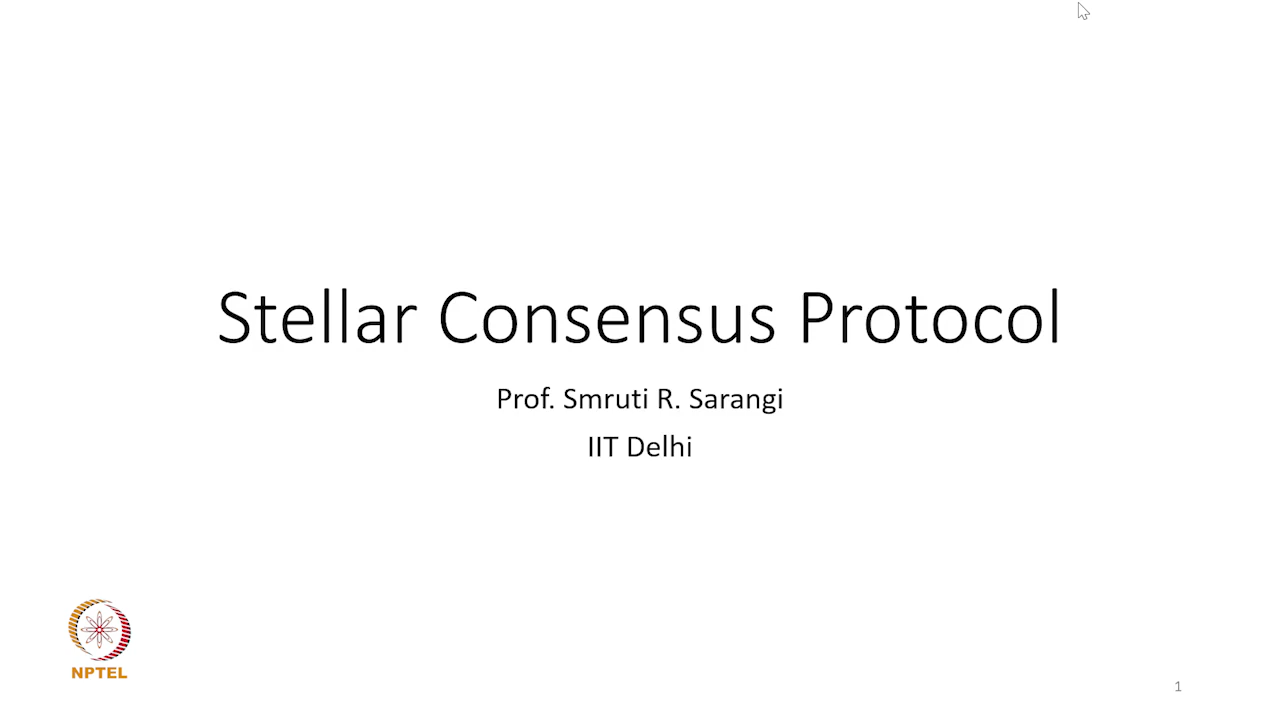 Stellar Consensus Protocol
Prof. Smruti R. Sarangi
IIT Delhi
NPTEL
1